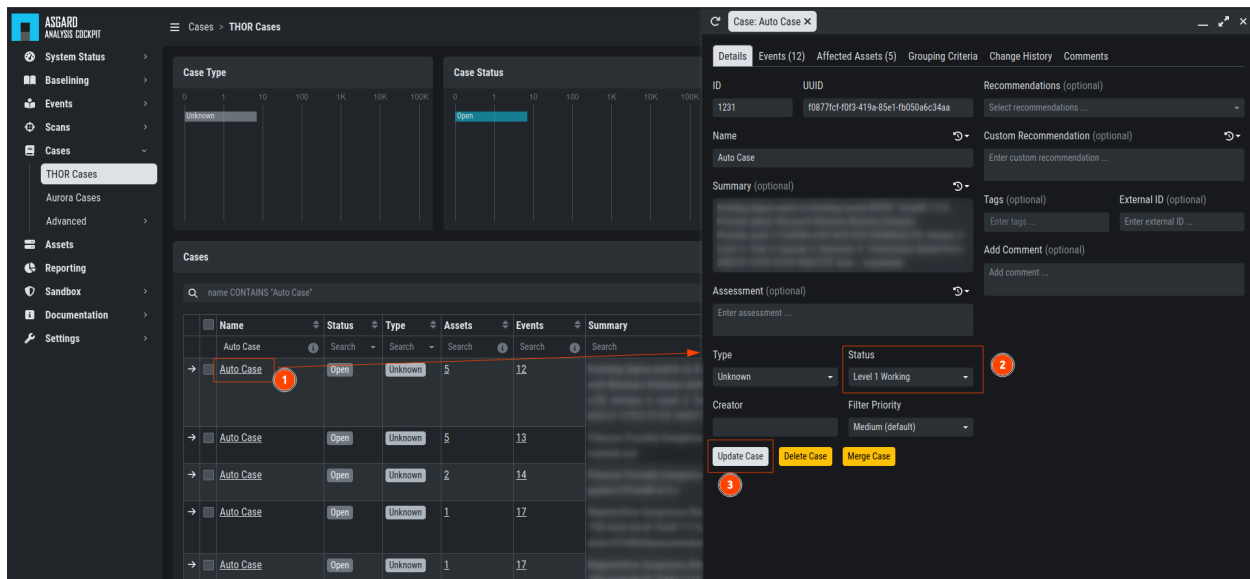 ASGARD
ANALYSIS COCKPIT
System Status
Baselining
Events
Scans
Cases
THOR Cases
Aurora Cases
Advanced
Assets
Reporting
Sandbox
Documentation
Settings
Cases > THOR Cases
Case Type
0 1 10 100 1K 10K 100K
Unknown
Case Status
0 1 10 100 1K 10K 100K
Open
Cases
name CONTAINS "Auto Case"
Name Status Type Assets Events Summary
Auto Case Search Search Search Search Search
Auto Case Open Unknown 5 12
1
Auto Case Open Unknown 5 13
Auto Case Open Unknown 2 14
Auto Case Open Unknown 1 17
Auto Case Open Unknown 1 17
Case: Auto Case
Details Events (12) Affected Assets (5) Grouping Criteria Change History Comments
ID UUID
1231 f0877fcf-f0f3-419a-85e1-fb050a6c34aa
Name
Auto Case
Summary (optional)
Assessment (optional)
Enter assessment ...
Type Status
Unknown Level 1 Working
2
Creator Filter Priority
Medium (default)
Update Case Delete Case Merge Case
3
Recommendations (optional)
Select recommendations ...
Custom Recommendation (optional)
Enter custom recommendation ...
Tags (optional) External ID (optional)
Enter tags ... Enter external ID ...
Add Comment (optional)
Add comment ...